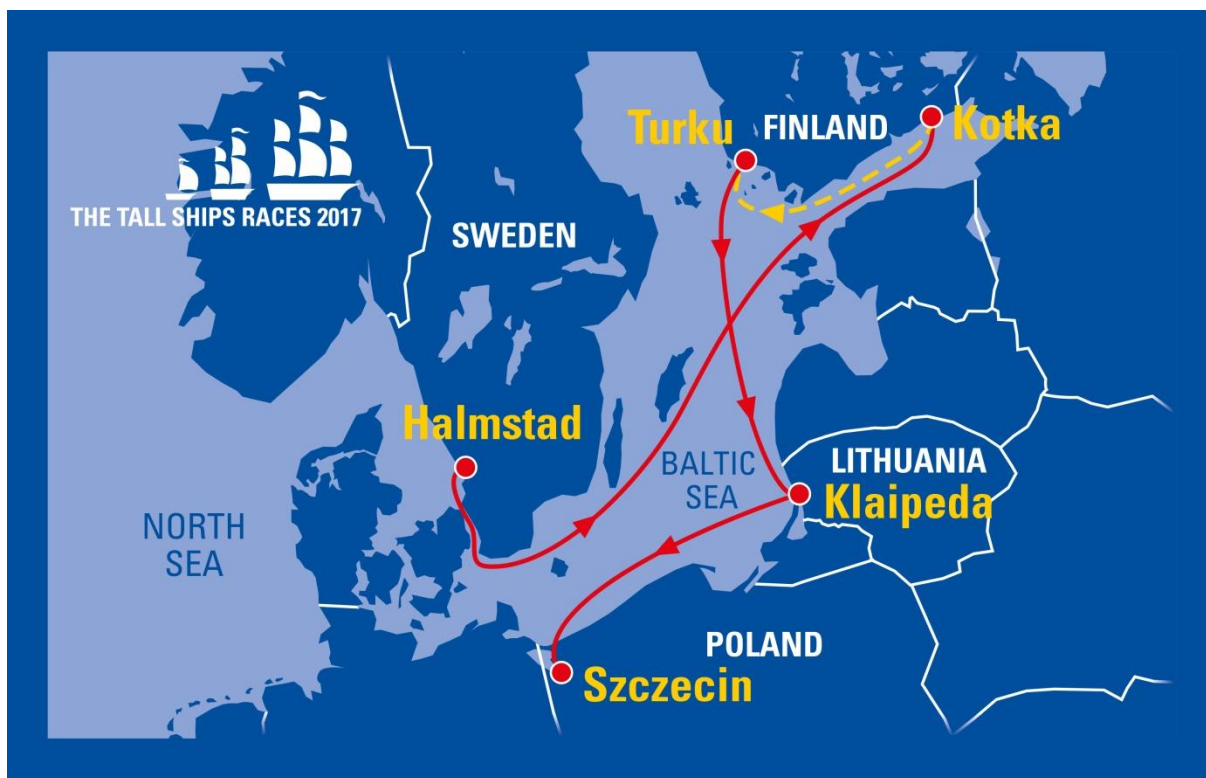 Turku
FINLAND
Kotka
THE TALL SHIPS RACES 2017
SWEDEN
Halmstad
BALTIC
SEA
LITHUANIA
Klaipeda
NORTH
SEA
POLAND
Szczecin